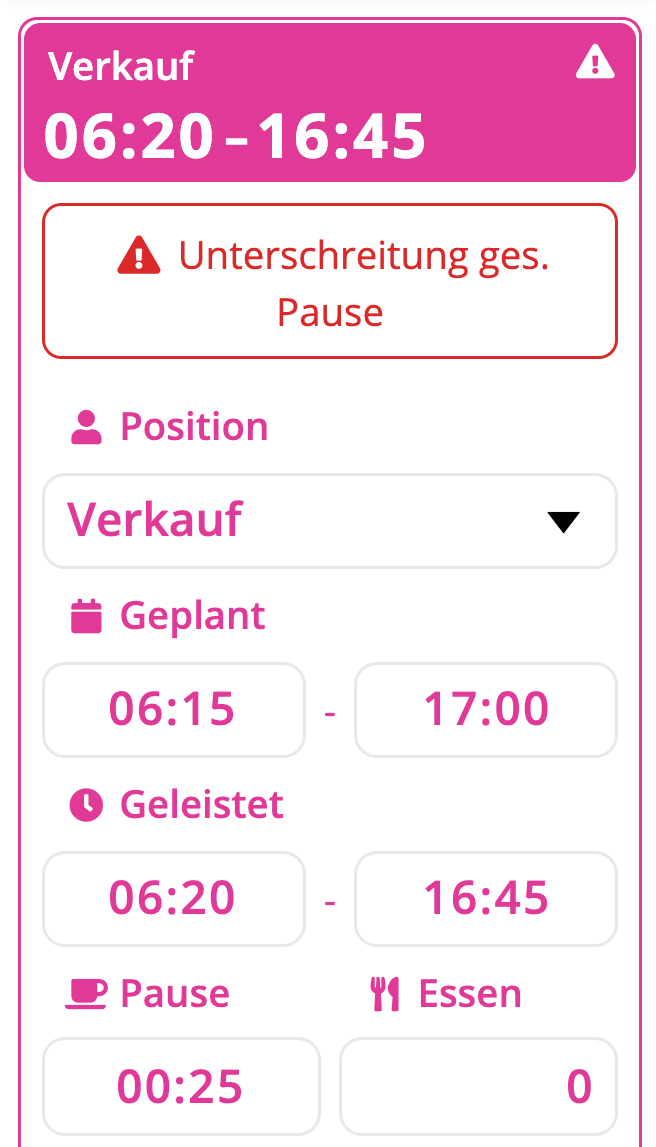 Verkauf
06:20 – 16:45
Unterschreitung ges.
Pause
Position
Verkauf
Geplant
06:15 - 17:00
Geleistet
06:20 - 16:45
Pause Essen
00:25 0